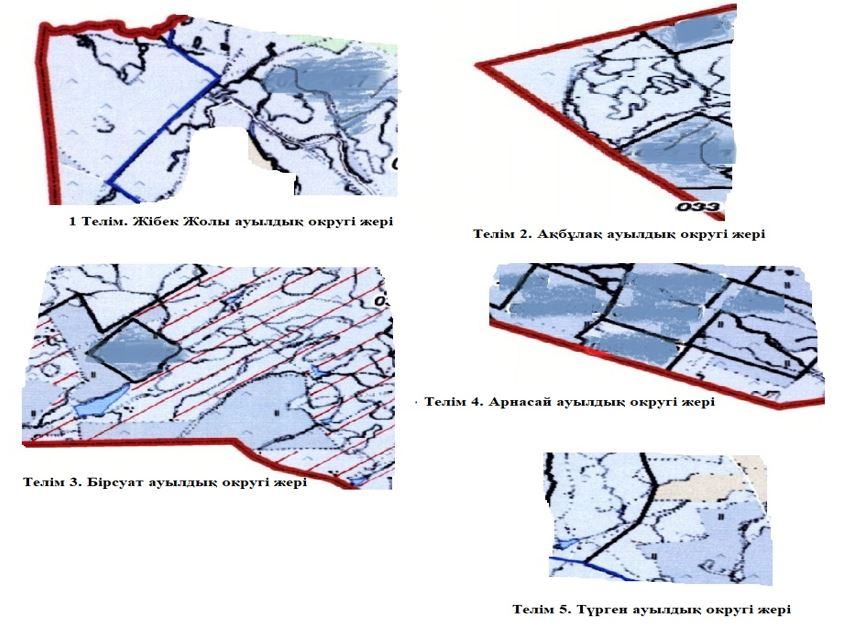 033
1 Телім. Жібек Жолы ауылдық округі жері
Телім 2. Ақбұлақ ауылдық округі жері
Телім 3. Бірсуат ауылдық округі жері
Телім 4. Арнасай ауылдық округі жері
Телім 5. Түрген ауылдық округі жері